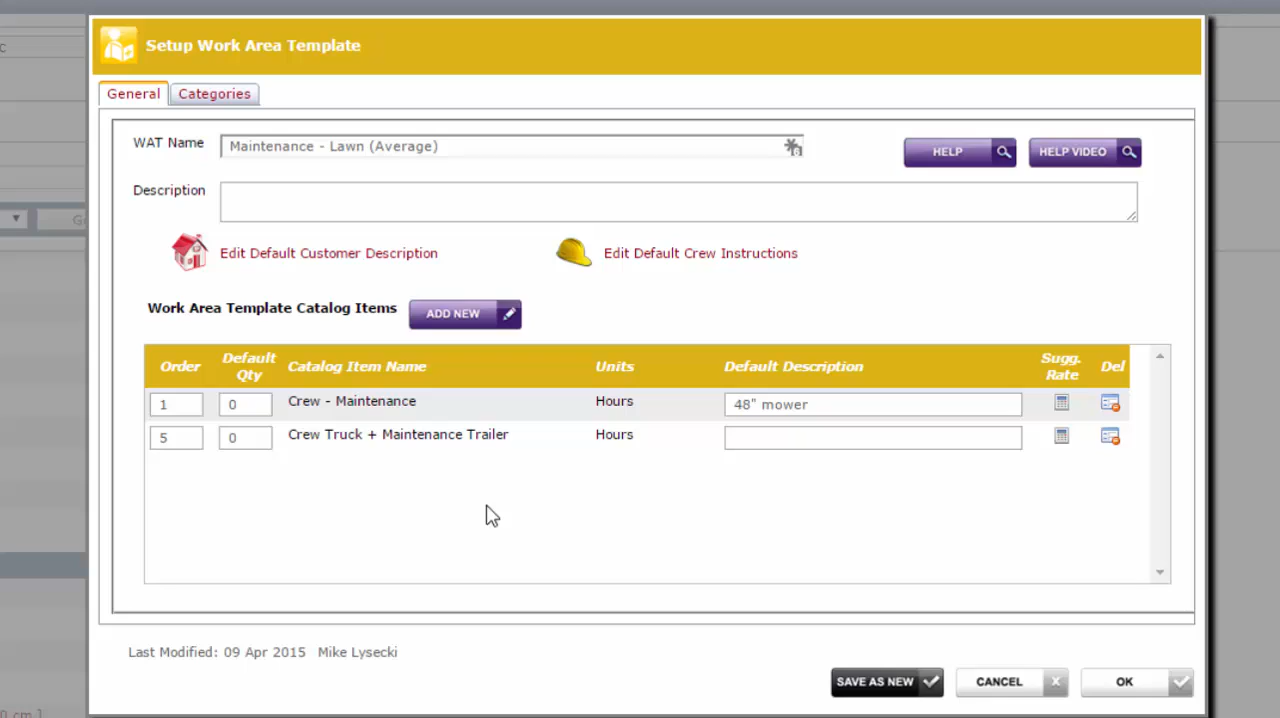 Setup Work Area Template
General Categories
WAT Name Maintenance - Lawn (Average) HELP HELP VIDEO
Description
Edit Default Customer Description Edit Default Crew Instructions
Work Area Template Catalog Items ADD NEW
Order Default Qty Catalog Item Name Units Default Description Sugg. Rate Del
1 0 Crew - Maintenance Hours 48" mower
5 0 Crew Truck + Maintenance Trailer Hours
Last Modified: 09 Apr 2015 Mike Lysecki
SAVE AS NEW CANCEL OK